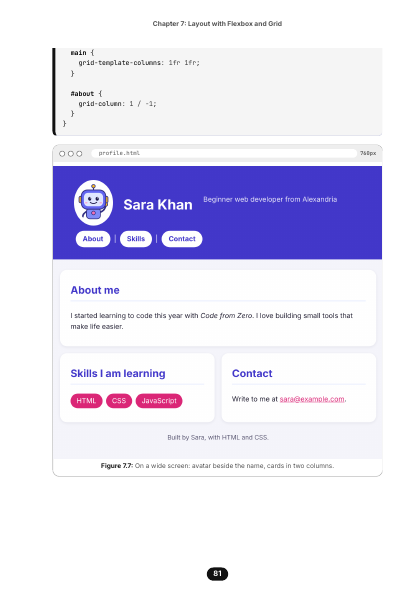 Chapter 7: Layout with Flexbox and Grid
main {
grid-template-columns: 1fr 1fr;
}
#about {
grid-column: 1 / -1;
}
}
profile.html
760px
Sara Khan
Beginner web developer from Alexandria
About | Skills | Contact
About me
I started learning to code this year with Code from Zero. I love building small tools that
make life easier.
Skills I am learning
HTML CSS JavaScript
Contact
Write to me at sara@example.com.
Built by Sara, with HTML and CSS.
Figure 7.7: On a wide screen: avatar beside the name, cards in two columns.
81